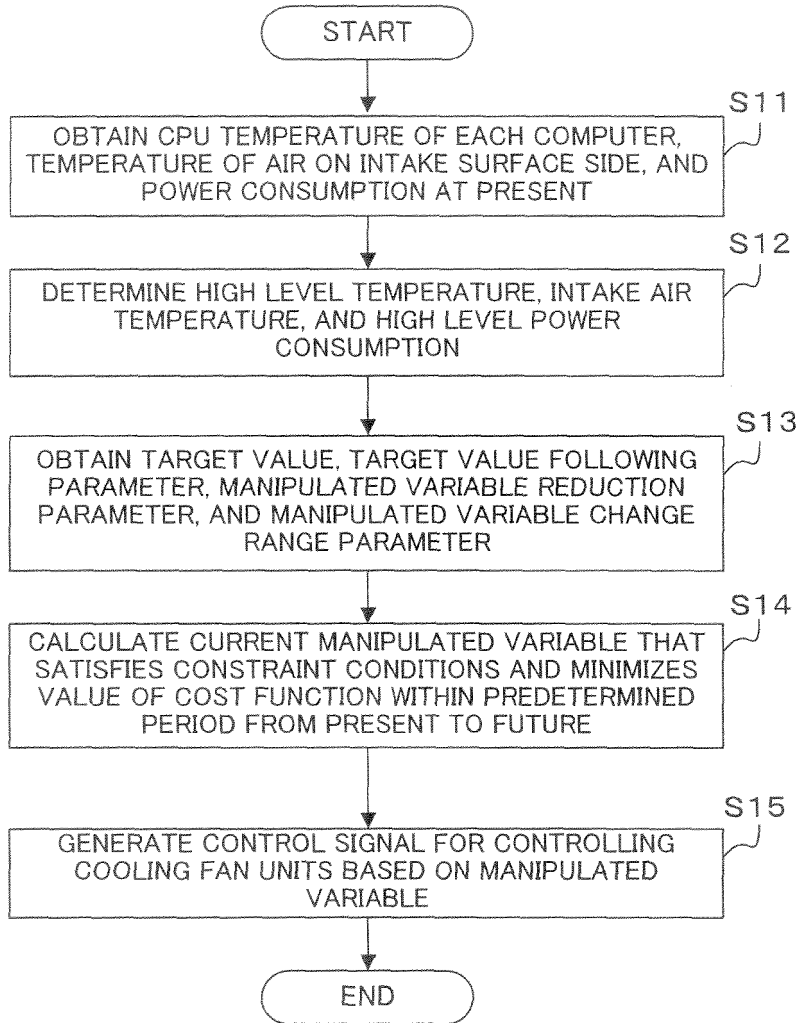 START
S11
OBTAIN CPU TEMPERATURE OF EACH COMPUTER,
TEMPERATURE OF AIR ON INTAKE SURFACE SIDE, AND
POWER CONSUMPTION AT PRESENT
S12
DETERMINE HIGH LEVEL TEMPERATURE, INTAKE AIR
TEMPERATURE, AND HIGH LEVEL POWER
CONSUMPTION
S13
OBTAIN TARGET VALUE, TARGET VALUE FOLLOWING
PARAMETER, MANIPULATED VARIABLE REDUCTION
PARAMETER, AND MANIPULATED VARIABLE CHANGE
RANGE PARAMETER
S14
CALCULATE CURRENT MANIPULATED VARIABLE THAT
SATISFIES CONSTRAINT CONDITIONS AND MINIMIZES
VALUE OF COST FUNCTION WITHIN PREDETERMINED
PERIOD FROM PRESENT TO FUTURE
S15
GENERATE CONTROL SIGNAL FOR CONTROLLING
COOLING FAN UNITS BASED ON MANIPULATED
VARIABLE
END